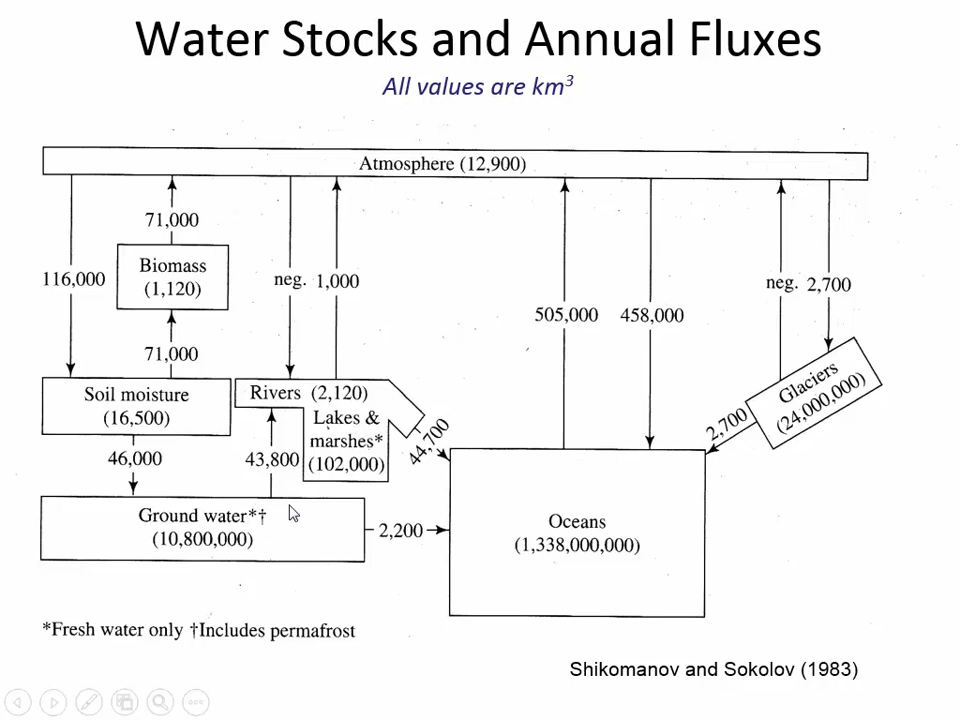 Water Stocks and Annual Fluxes
All values are km³
Atmosphere (12,900)
71,000
Biomass
(1,120)
116,000
neg. 1,000
505,000
458,000
neg. 2,700
71,000
Soil moisture
(16,500)
Rivers (2,120)
Lakes &
marshes*
(102,000)
44,700
Glaciers
(24,000,000)
2,700
46,000
43,800
Ground water*†
(10,800,000)
2,200
Oceans
(1,338,000,000)
*Fresh water only †Includes permafrost
Shikomanov and Sokolov (1983)